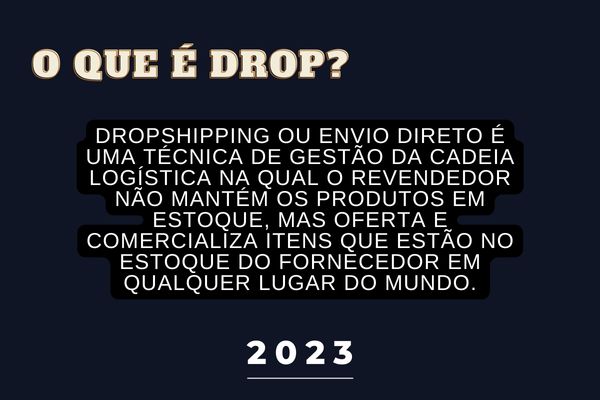 O QUE É DROP?
DROPSHIPPING OU ENVIO DIRETO É
UMA TÉCNICA DE GESTÃO DA CADEIA
LOGÍSTICA NA QUAL O REVENDEDOR
NÃO MANTÉM OS PRODUTOS EM
ESTOQUE, MAS OFERTA E
COMERCIALIZA ITENS QUE ESTÃO NO
ESTOQUE DO FORNECEDOR EM
QUALQUER LUGAR DO MUNDO.
2023